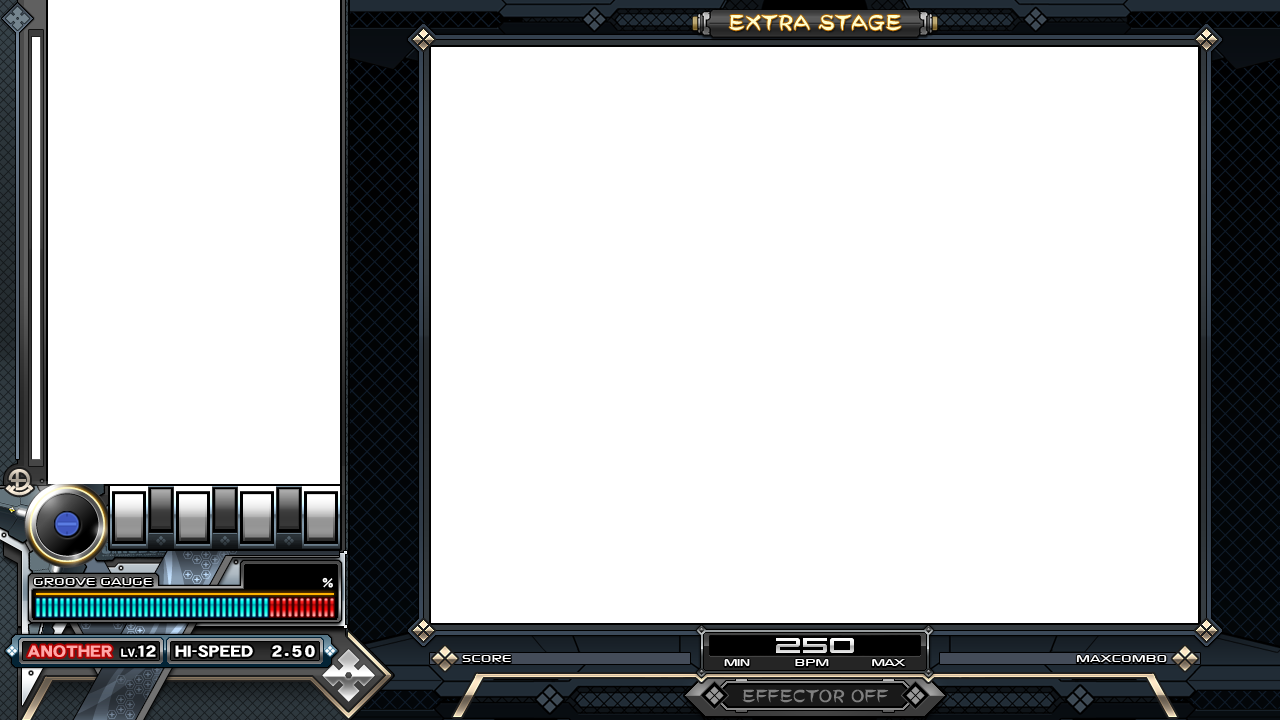 EXTRA STAGE
GROOVE GAUGE
%
ANOTHER LV.12
HI-SPEED 2.50
250
MIN BPM MAX
SCORE
MAXCOMBO
EFFECTOR OFF